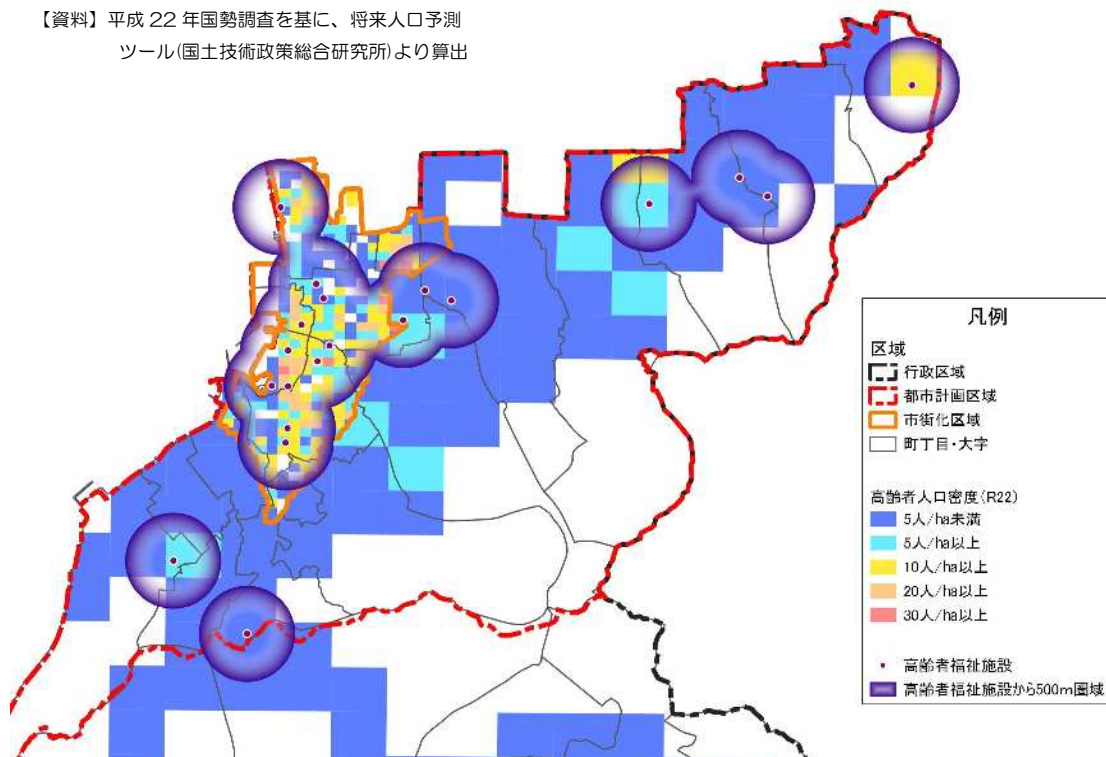 【資料】平成 22 年国勢調査を基に、将来人口予測
ツール(国土技術政策総合研究所)より算出
凡例
区域
行政区域
都市計画区域
市街化区域
町丁目・大字
高齢者人口密度(R22)
5人/ha未満
5人/ha以上
10人/ha以上
20人/ha以上
30人/ha以上
高齢者福祉施設
高齢者福祉施設から500m圏域